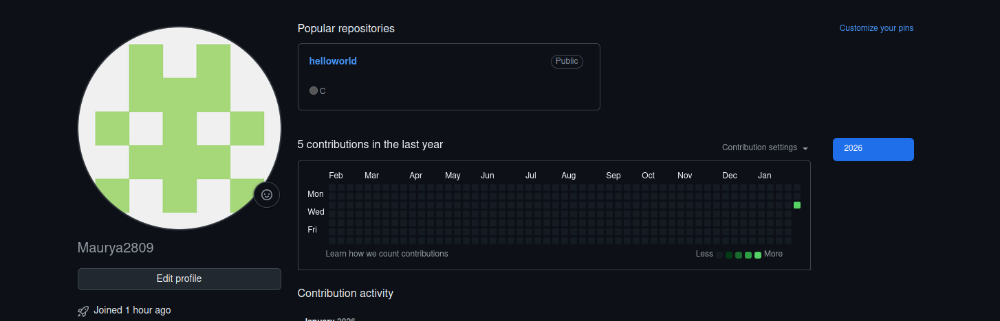 Popular repositories
Customize your pins
helloworld
Public
C
5 contributions in the last year
Contribution settings
2026
Feb Mar Apr May Jun Jul Aug Sep Oct Nov Dec Jan
Mon
Wed
Fri
Learn how we count contributions
Less More
Maurya2809
Edit profile
Joined 1 hour ago
Contribution activity
January 2026